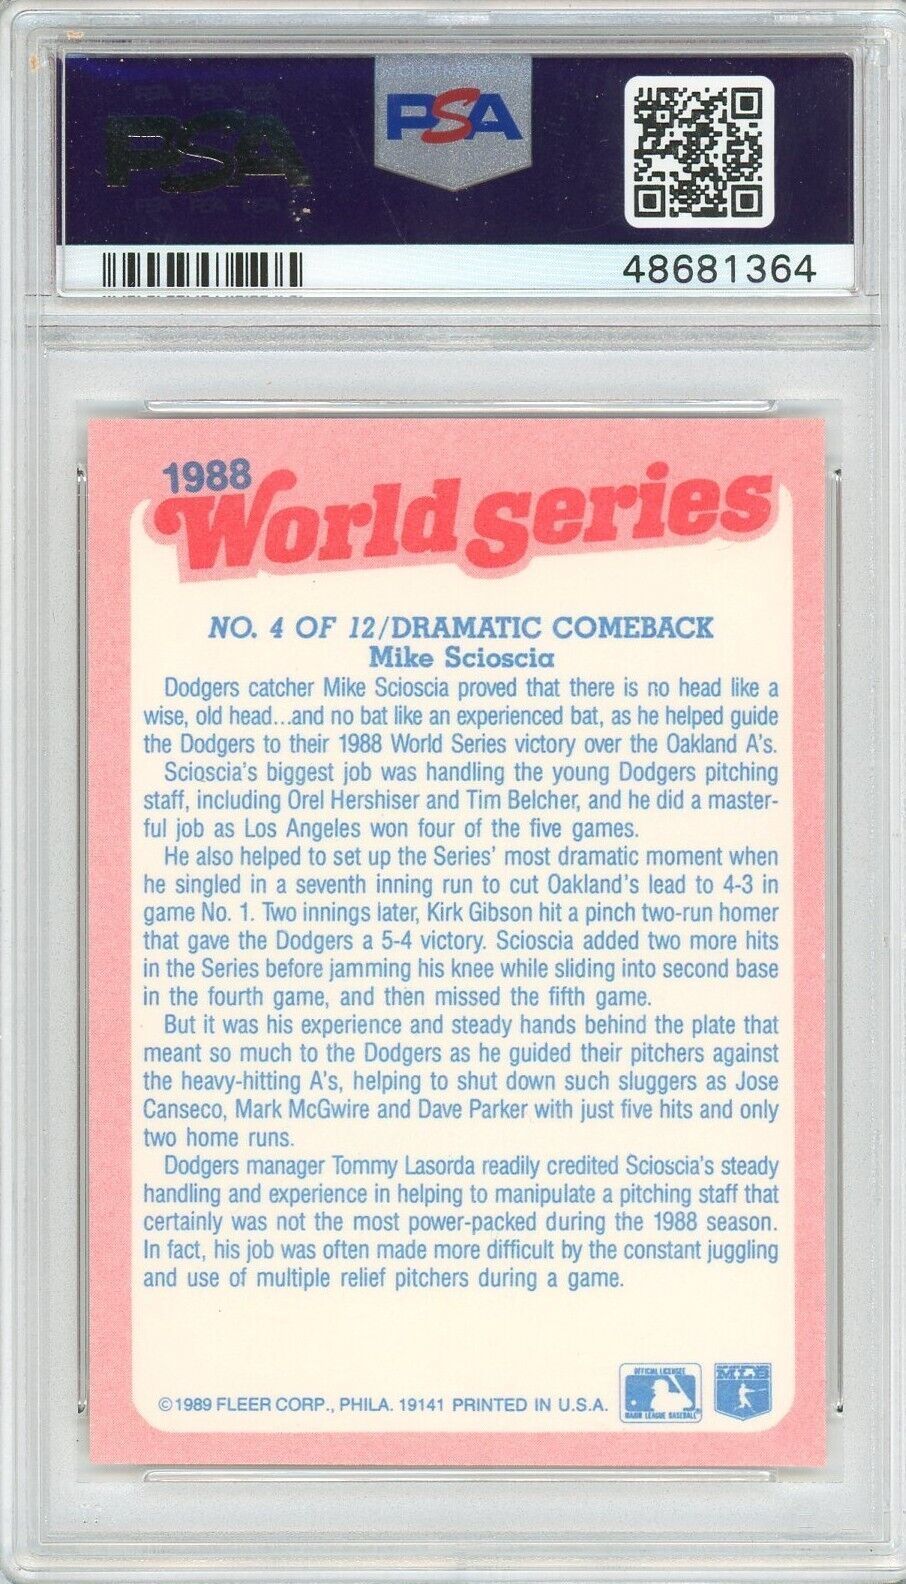 PSA
PSA
48681364
1988
World series
NO. 4 OF 12/DRAMATIC COMEBACK
Mike Scioscia
Dodgers catcher Mike Scioscia proved that there is no head like a
wise, old head...and no bat like an experienced bat, as he helped guide
the Dodgers to their 1988 World Series victory over the Oakland A's.
Scioscia's biggest job was handling the young Dodgers pitching
staff, including Orel Hershiser and Tim Belcher, and he did a master-
ful job as Los Angeles won four of the five games.
He also helped to set up the Series' most dramatic moment when
he singled in a seventh inning run to cut Oakland's lead to 4-3 in
game No. 1. Two innings later, Kirk Gibson hit a pinch two-run homer
that gave the Dodgers a 5-4 victory. Scioscia added two more hits
in the Series before jamming his knee while sliding into second base
in the fourth game, and then missed the fifth game.
But it was his experience and steady hands behind the plate that
meant so much to the Dodgers as he guided their pitchers against
the heavy-hitting A's, helping to shut down such sluggers as Jose
Canseco, Mark McGwire and Dave Parker with just five hits and only
two home runs.
Dodgers manager Tommy Lasorda readily credited Scioscia's steady
handling and experience in helping to manipulate a pitching staff that
certainly was not the most power-packed during the 1988 season.
In fact, his job was often made more difficult by the constant juggling
and use of multiple relief pitchers during a game.
©1989 FLEER CORP., PHILA. 19141 PRINTED IN U.S.A.
OFFICIAL LICENSEE
MAJOR LEAGUE BASEBALL
MLB